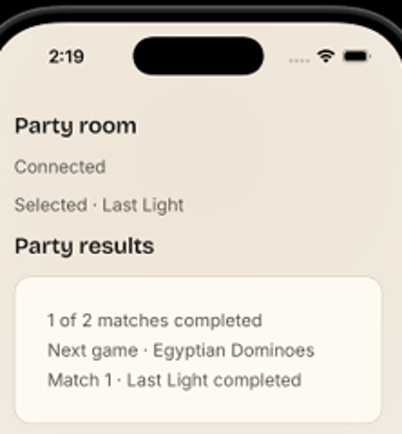 2:19
Party room
Connected
Selected · Last Light
Party results
1 of 2 matches completed
Next game · Egyptian Dominoes
Match 1 · Last Light completed